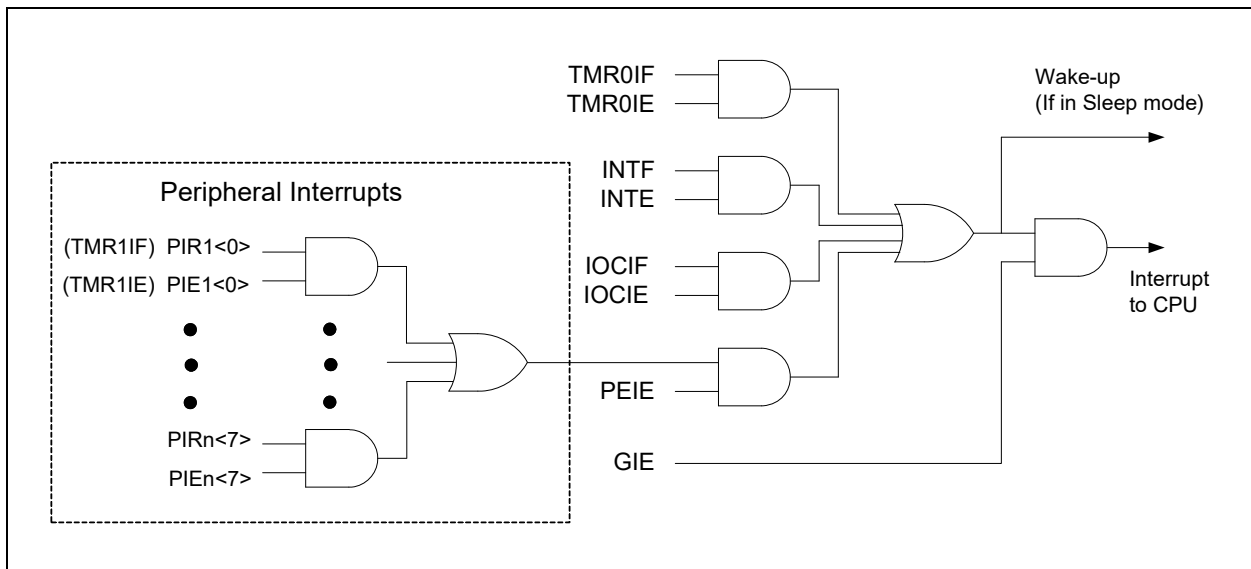 TMR0IF
TMR0IE
Wake-up
(If in Sleep mode)
INTF
INTE
Peripheral Interrupts
(TMR1IF) PIR1<0>
(TMR1IE) PIE1<0>
IOCIF
IOCIE
Interrupt
to CPU
PEIE
PIRn<7>
PIEn<7>
GIE